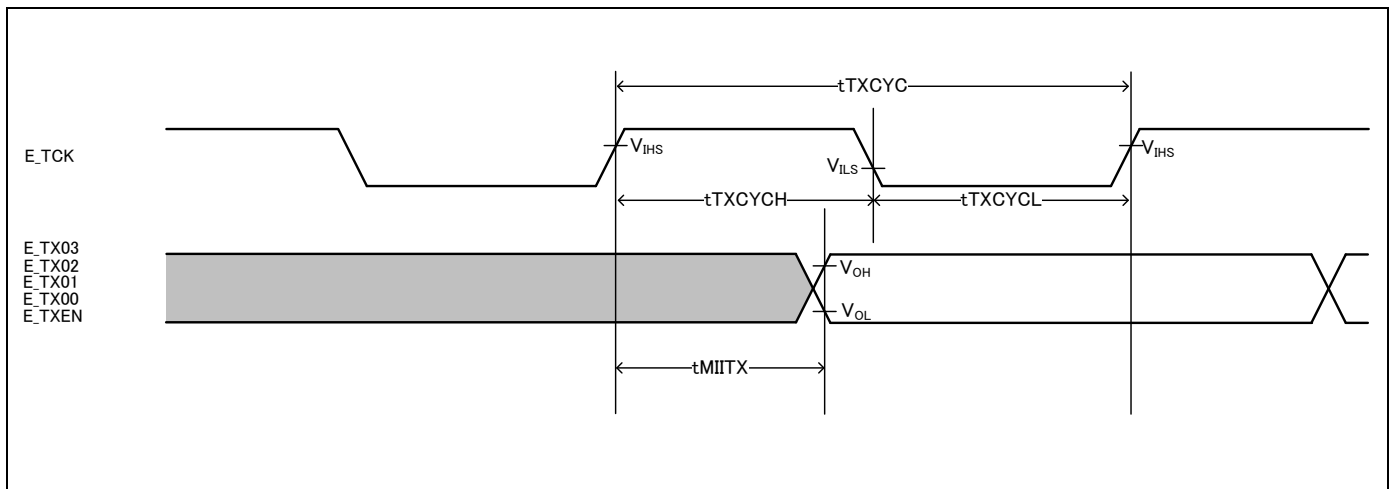 tTXCYC
E_TCK
VIHS
VILS
VIHS
tTXCYCH
tTXCYCL
E_TX03
E_TX02
E_TX01
E_TX00
E_TXEN
VOH
VOL
tMIITX